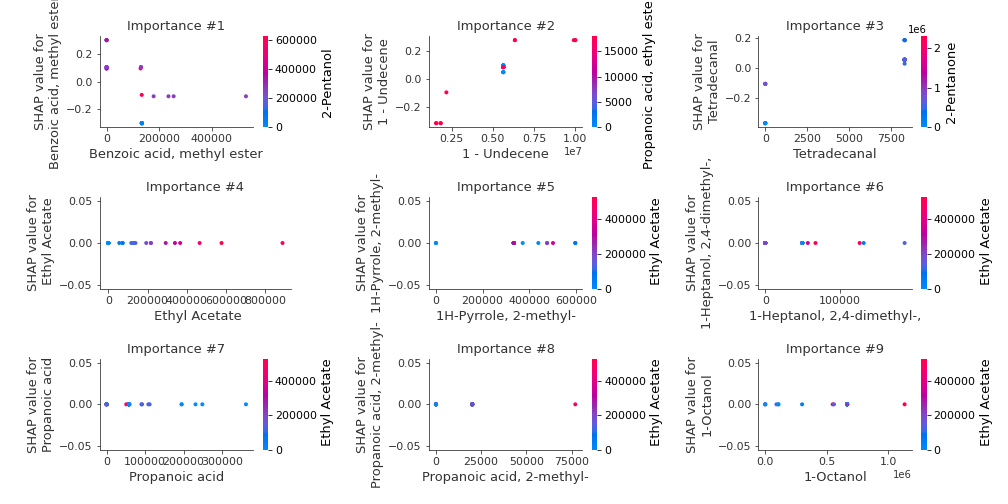 Importance #1
SHAP value for
Benzoic acid, methyl ester
0.2
0.0
−0.2
0
200000
400000
Benzoic acid, methyl ester
600000
400000
200000
0
2-Pentanol
Importance #2
SHAP value for
1 - Undecene
0.2
0.0
−0.2
0.25
0.50
0.75
1.00
1e7
1 - Undecene
15000
10000
5000
0
Propanoic acid, ethyl ester
Importance #3
SHAP value for
Tetradecanal
0.2
0.0
−0.2
0
2500
5000
7500
Tetradecanal
1e6
2
1
0
2-Pentanone
Importance #4
SHAP value for
Ethyl Acetate
0.05
0.00
−0.05
0
200000
400000
600000
800000
Ethyl Acetate
Importance #5
SHAP value for
1H-Pyrrole, 2-methyl-
0.05
0.00
−0.05
0
200000
400000
600000
1H-Pyrrole, 2-methyl-
400000
200000
0
Ethyl Acetate
Importance #6
SHAP value for
1-Heptanol, 2,4-dimethyl-,
0.05
0.00
−0.05
0
100000
1-Heptanol, 2,4-dimethyl-,
400000
200000
0
Ethyl Acetate
Importance #7
SHAP value for
Propanoic acid
0.05
0.00
−0.05
0
100000
200000
300000
Propanoic acid
400000
200000
0
Ethyl Acetate
Importance #8
SHAP value for
Propanoic acid, 2-methyl-
0.05
0.00
−0.05
0
25000
50000
75000
Propanoic acid, 2-methyl-
400000
200000
0
Ethyl Acetate
Importance #9
SHAP value for
1-Octanol
0.05
0.00
−0.05
0.0
0.5
1.0
1e6
1-Octanol
400000
200000
0
Ethyl Acetate